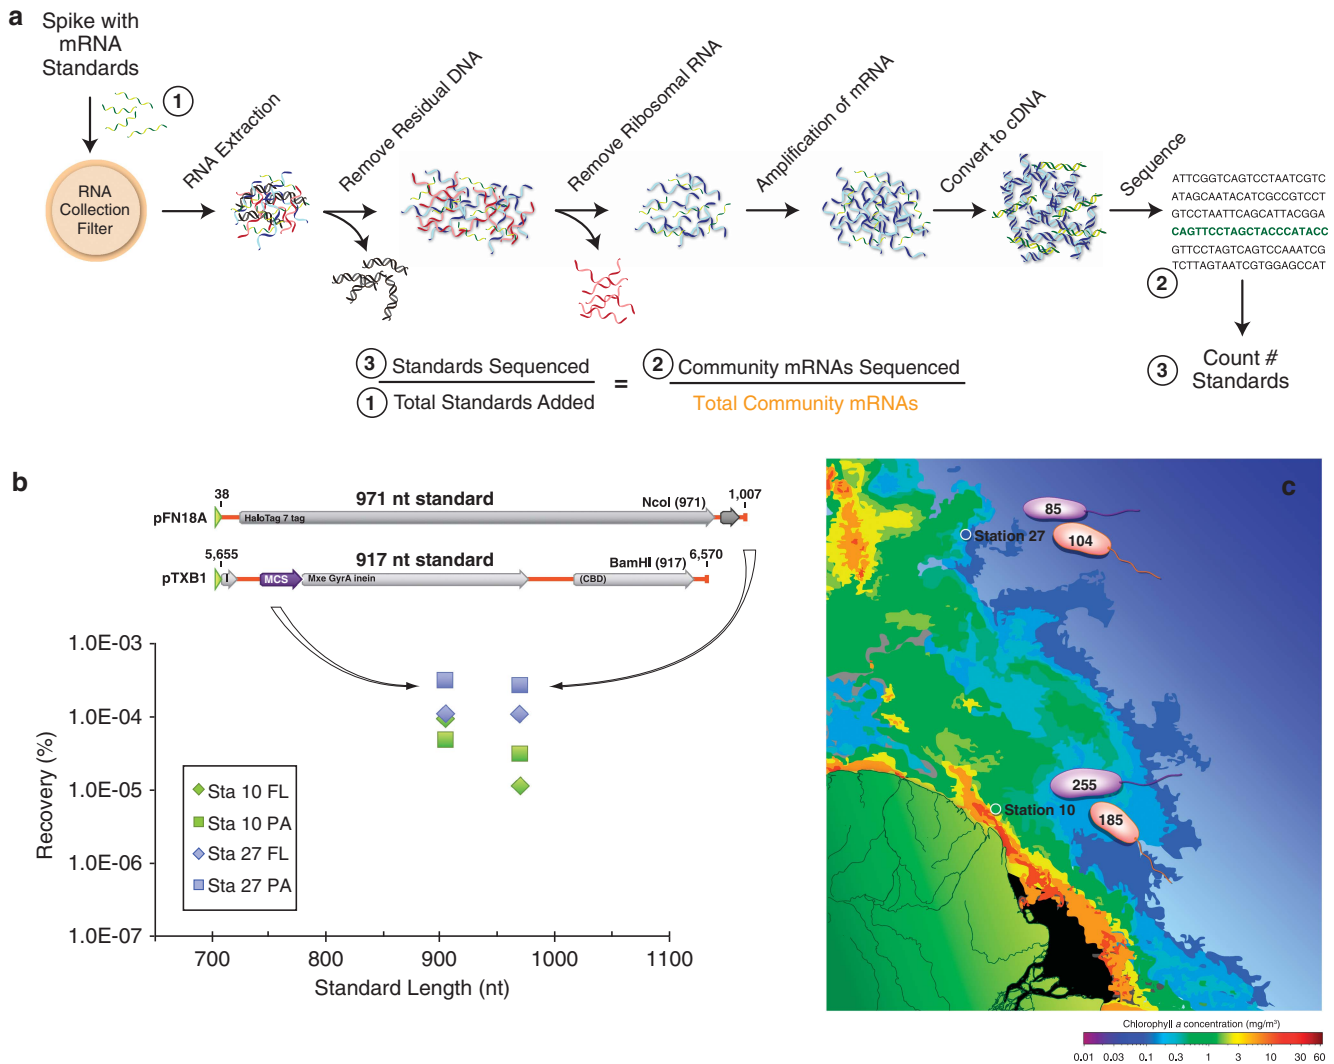 a
Spike with
mRNA
Standards
1
RNA
Collection
Filter
RNA Extraction
Remove Residual DNA
Remove Ribosomal RNA
Amplification of mRNA
Convert to cDNA
Sequence
ATTCGGTCAGTCCTAATCGTC
ATAGCAATACATCGCCGTCCT
GTCCTAATTCAGCATTACGGA
CAGTTCCTAGCTACCCATACC
GTTCCTAGTCAGTCCAAATCG
TCTTAGTAATCGTGGAGCCAT
2
3 Count #
Standards
3 Standards Sequenced
1 Total Standards Added
=
2 Community mRNAs Sequenced
Total Community mRNAs
b
38 971 nt standard NcoI (971) 1,007
pFN18A HaloTag 7 tag
5,655 917 nt standard BamHI (917) 6,570
pTXB1 I MCS Mxe GyrA inein (CBD)
1.0E-03
1.0E-04
1.0E-05
1.0E-06
1.0E-07
Recovery (%)
Sta 10 FL
Sta 10 PA
Sta 27 FL
Sta 27 PA
700 800 900 1000 1100
Standard Length (nt)
c
85
104
Station 27
255
185
Station 10
Chlorophyll a concentration (mg/m³)
0.01 0.03 0.1 0.3 1 3 10 30 60